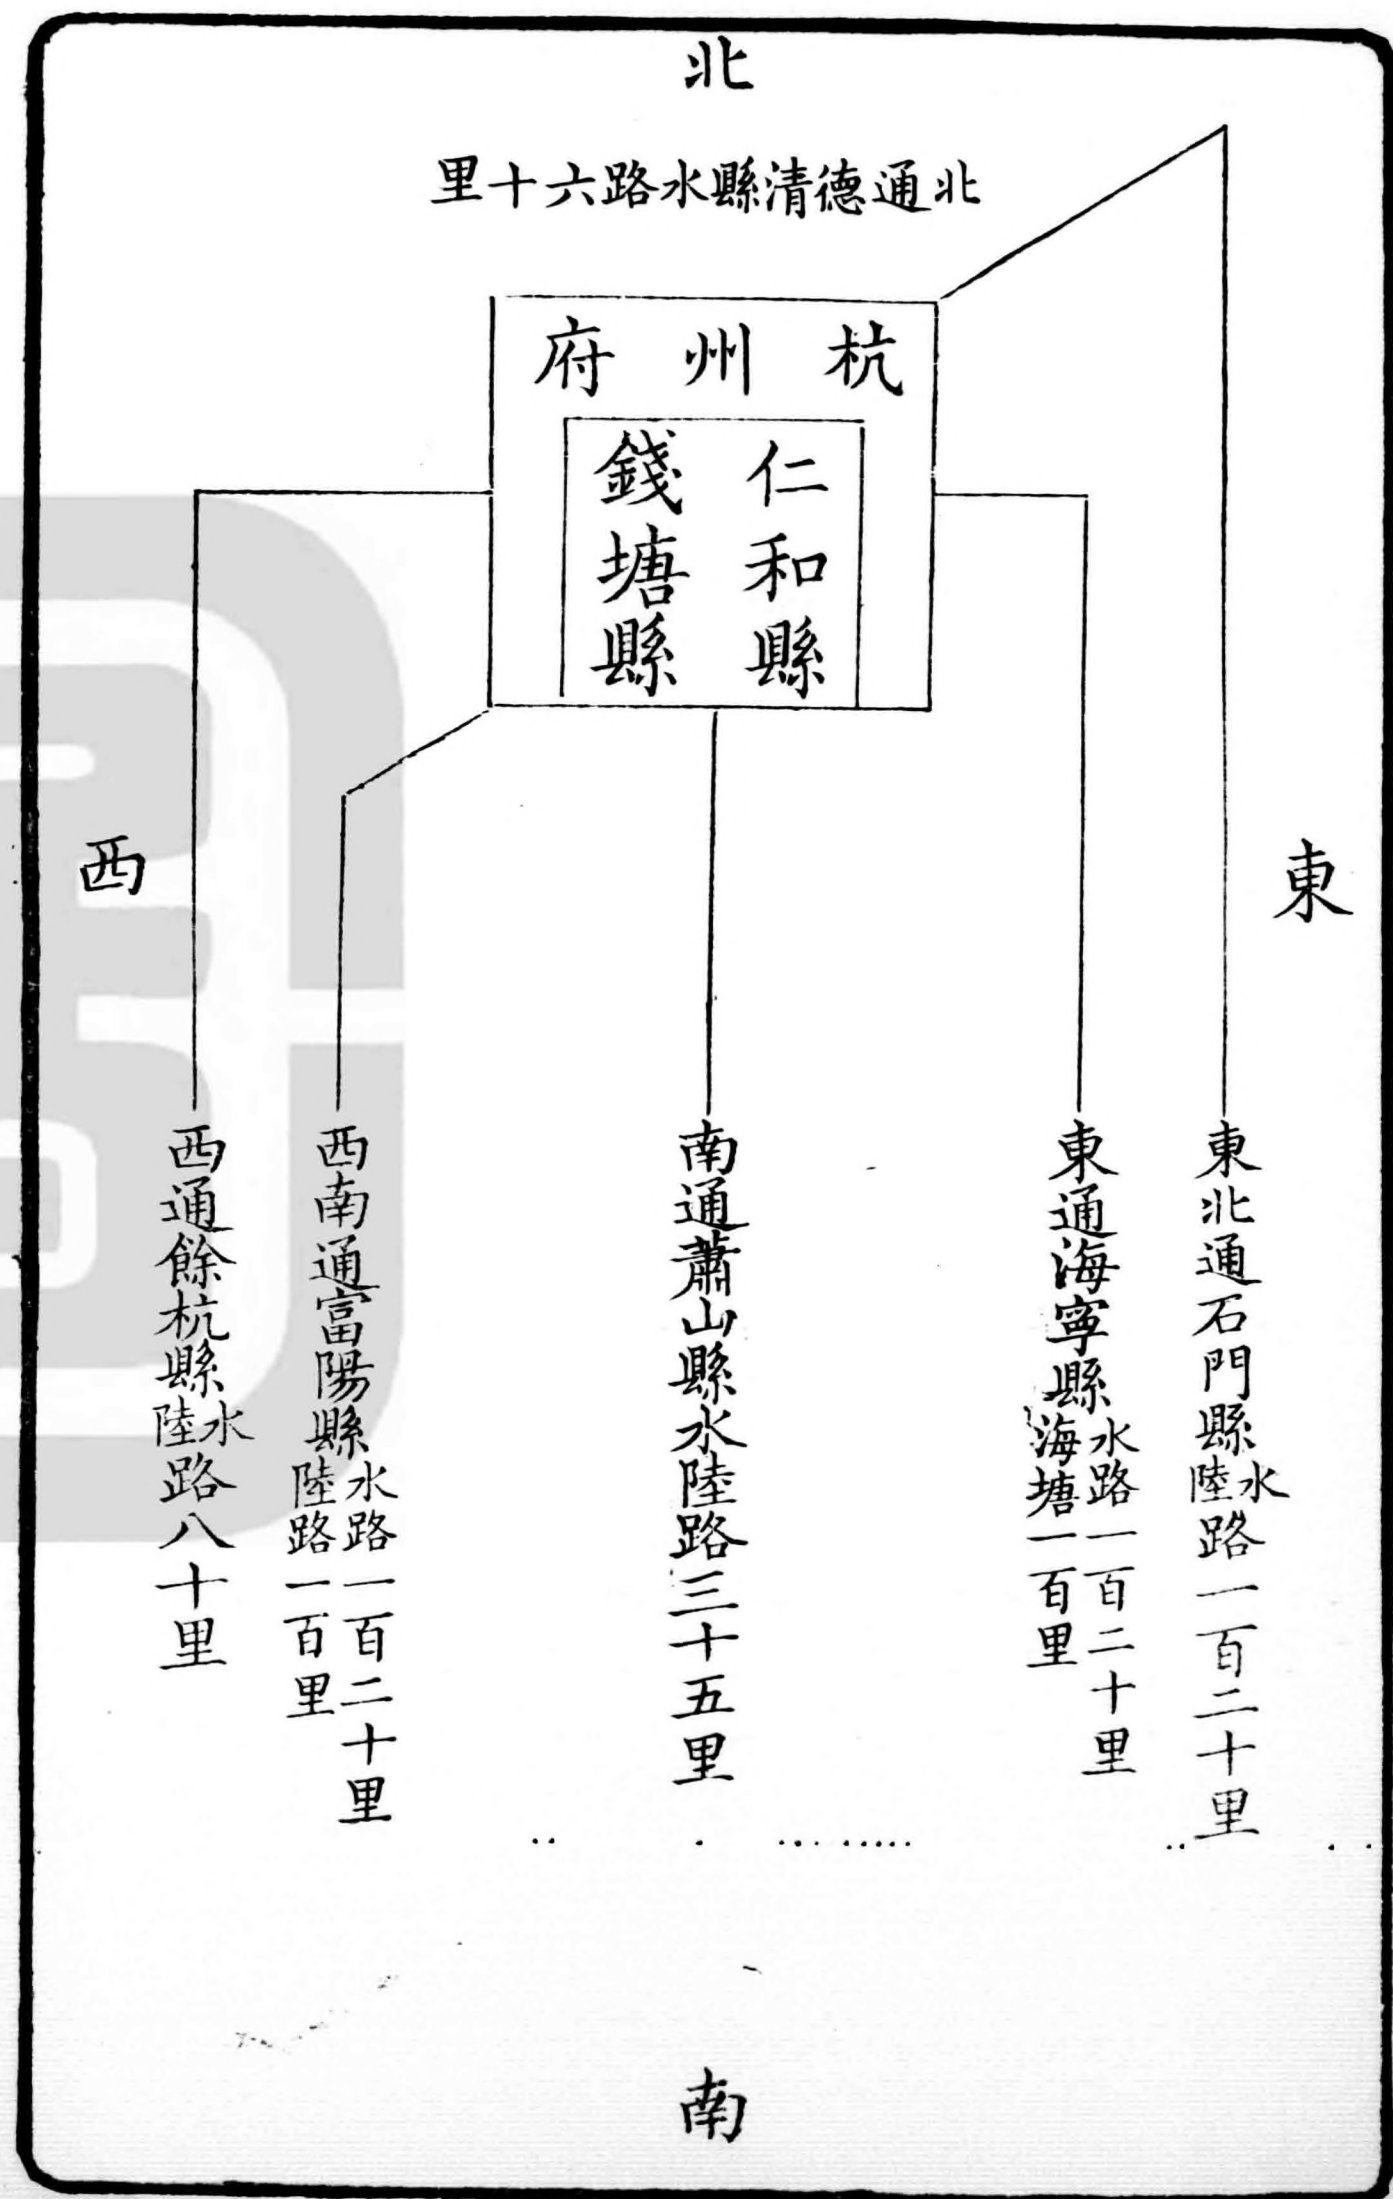 北
北通德清縣水路六十里
杭州府
仁和縣
錢塘縣
東
西
東北通石門縣水陸路一百二十里
東通海寧縣水路一百二十里
海塘一百里
南通蕭山縣水陸路三十五里
西南通富陽縣水路一百二十里
陸路一百里
西通餘杭縣水陸路八十里
南